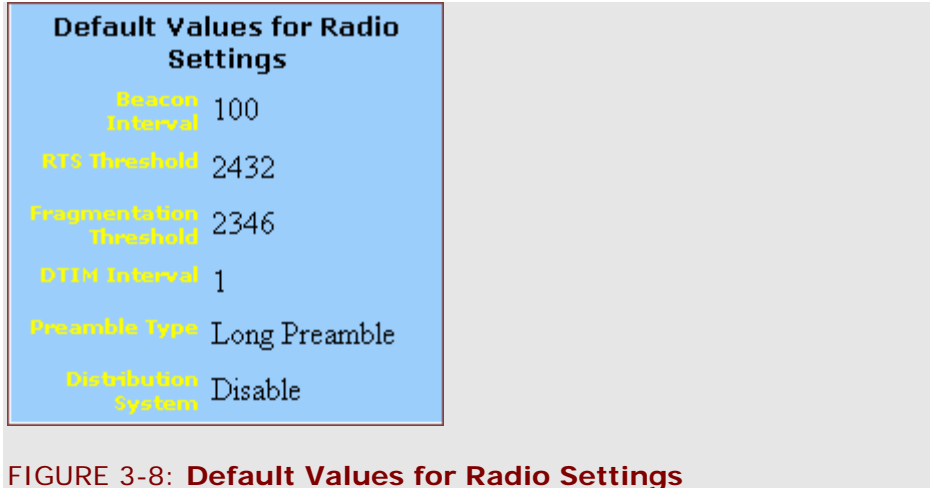 Default Values for Radio
Settings
Beacon
Interval 100
RTS Threshold 2432
Fragmentation
Threshold 2346
DTIM Interval 1
Preamble Type Long Preamble
Distribution
System Disable
FIGURE 3-8: Default Values for Radio Settings